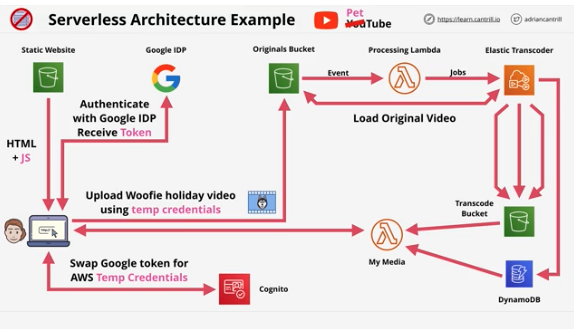 Serverless Architecture Example
Pet
YouTube
https://learn.cantrill.io
adriancantrill
Static Website
Google IDP
Originals Bucket
Processing Lambda
Elastic Transcoder
Event
Jobs
Authenticate
with Google IDP
Receive Token
Load Original Video
HTML
+ JS
Upload Woofie holiday video
using temp credentials
Transcode
Bucket
My Media
Swap Google token for
AWS Temp Credentials
Cognito
DynamoDB